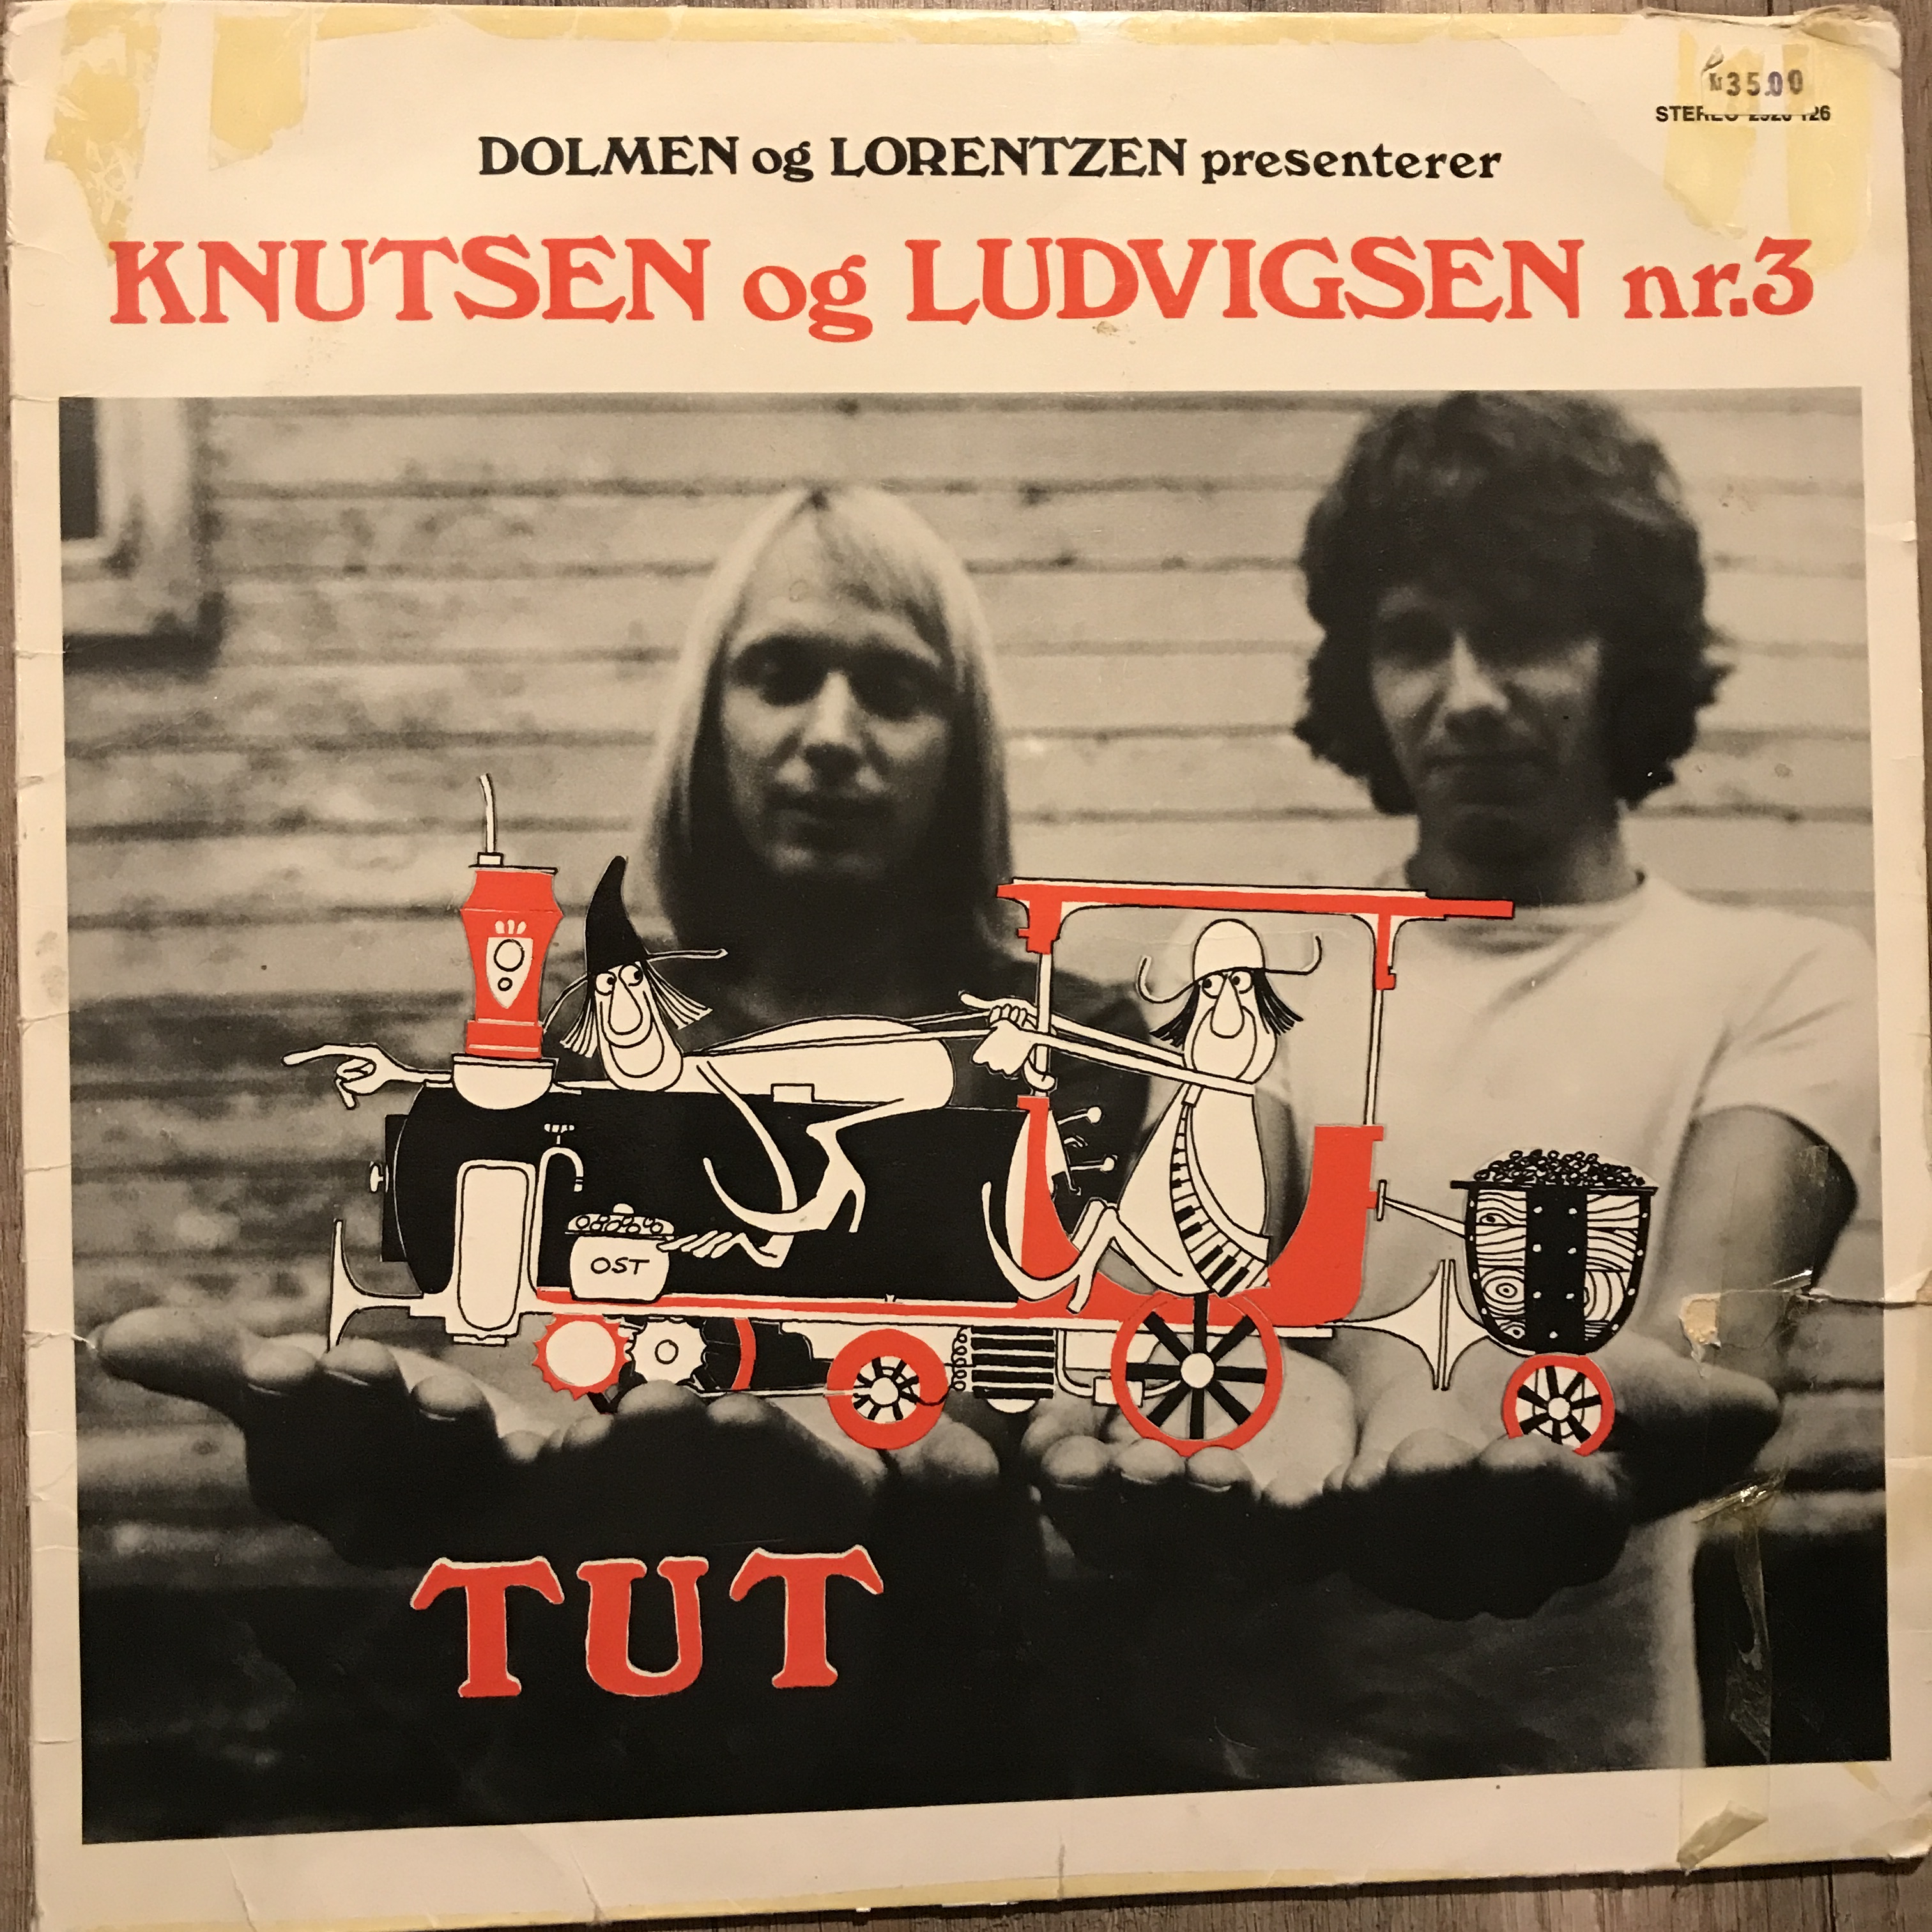 Kr 35.00
STEREO
DOLMEN og LORENTZEN presenterer
KNUTSEN og LUDVIGSEN nr.3
OST
TUT